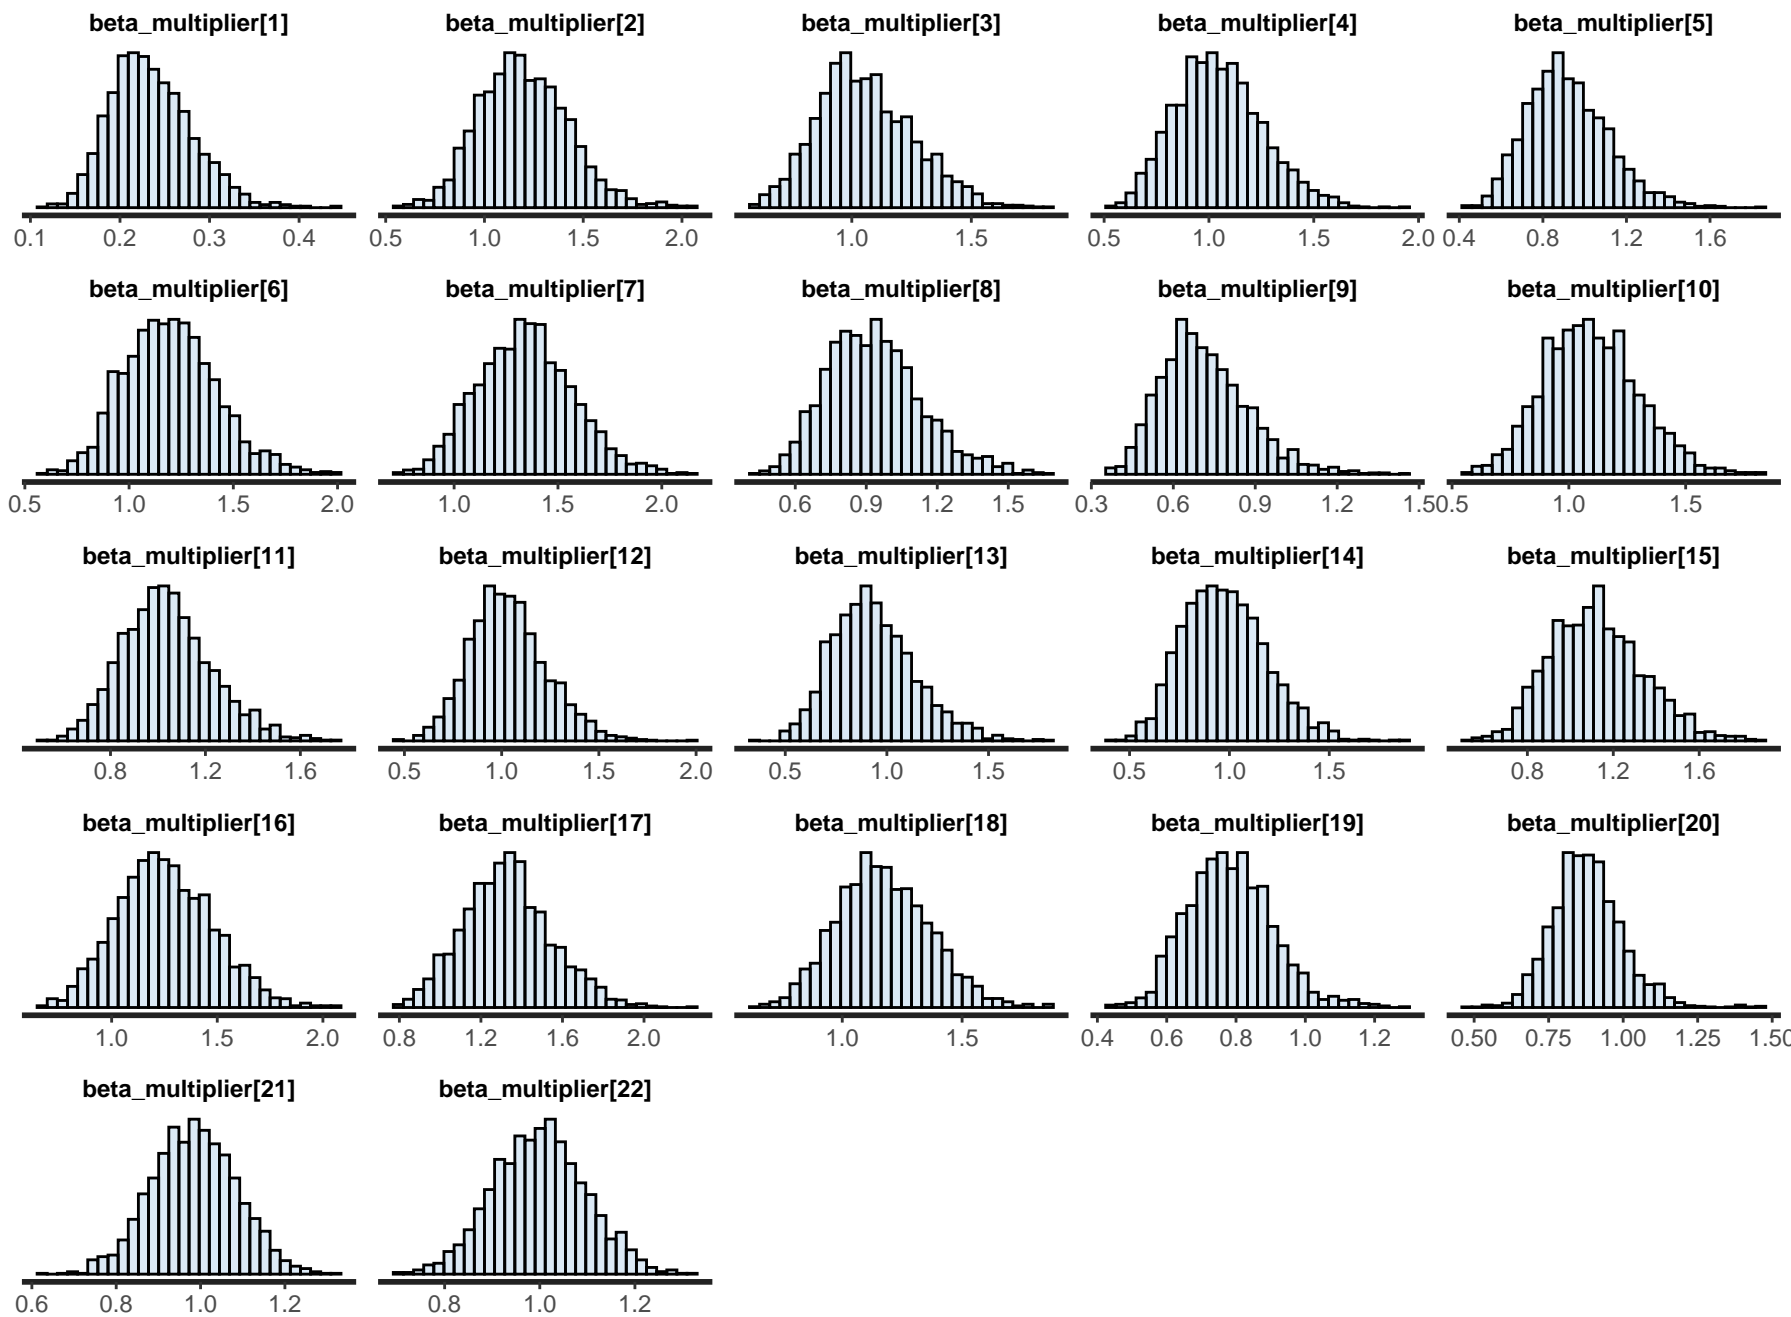 beta_multiplier[1] beta_multiplier[2] beta_multiplier[3] beta_multiplier[4] beta_multiplier[5]
0.1 0.2 0.3 0.4 0.5 1.0 1.5 2.0 1.0 1.5 0.5 1.0 1.5 2.0 0.4 0.8 1.2 1.6
beta_multiplier[6] beta_multiplier[7] beta_multiplier[8] beta_multiplier[9] beta_multiplier[10]
0.5 1.0 1.5 2.0 1.0 1.5 2.0 0.6 0.9 1.2 1.5 0.3 0.6 0.9 1.2 1.5 0.5 1.0 1.5
beta_multiplier[11] beta_multiplier[12] beta_multiplier[13] beta_multiplier[14] beta_multiplier[15]
0.8 1.2 1.6 0.5 1.0 1.5 2.0 0.5 1.0 1.5 0.5 1.0 1.5 0.8 1.2 1.6
beta_multiplier[16] beta_multiplier[17] beta_multiplier[18] beta_multiplier[19] beta_multiplier[20]
1.0 1.5 2.0 0.8 1.2 1.6 2.0 1.0 1.5 0.4 0.6 0.8 1.0 1.2 0.50 0.75 1.00 1.25 1.50
beta_multiplier[21] beta_multiplier[22]
0.6 0.8 1.0 1.2 0.8 1.0 1.2